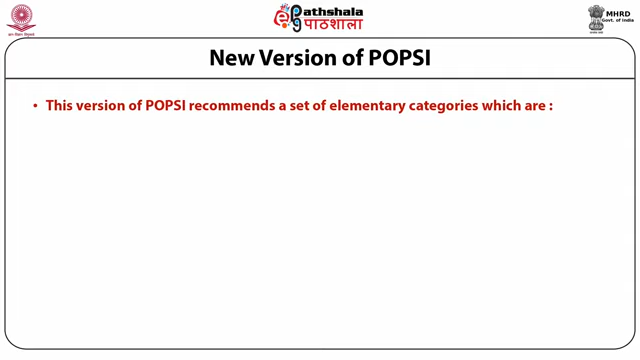 ePathshala
पाठशाला
MHRD
Govt. of India
New Version of POPSI
• This version of POPSI recommends a set of elementary categories which are :